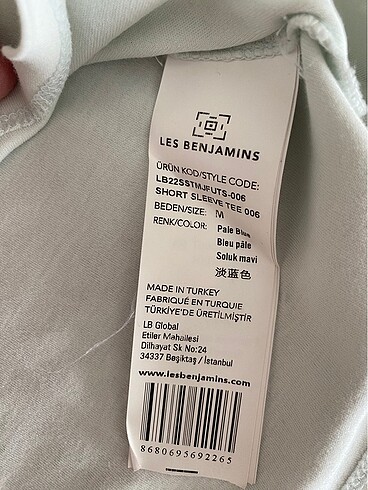 LES BENJAMINS
ÜRÜN KOD/STYLE CODE:
LB22SSTMJFUTS-006
SHORT SLEEVE TEE 006
BEDEN/SIZE: M
RENK/COLOR: Pale Blue
Bleu pâle
Soluk mavi
淡蓝色
MADE IN TURKEY
FABRIQUÉ EN TURQUIE
TÜRKİYE'DE ÜRETİLMİŞTİR
LB Global
Etiler Mahallesi
Dilhayat Sk No:24
34337 Beşiktaş / İstanbul
www.lesbenjamins.com
8680695692265